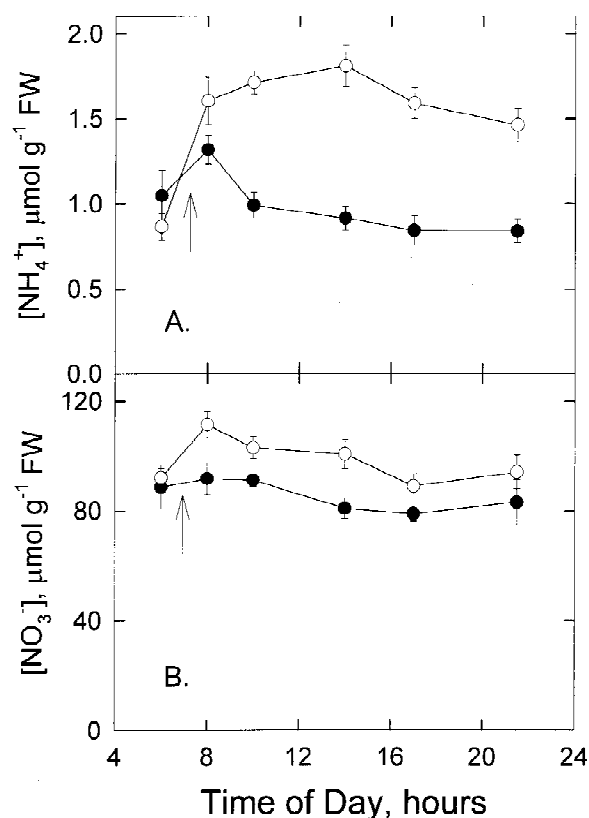 2.0
1.5
1.0
0.5
0.0
[NH₄⁺], μmol g⁻¹ FW
A.
120
80
40
0
[NO₃⁻], μmol g⁻¹ FW
B.
4 8 12 16 20 24
Time of Day, hours